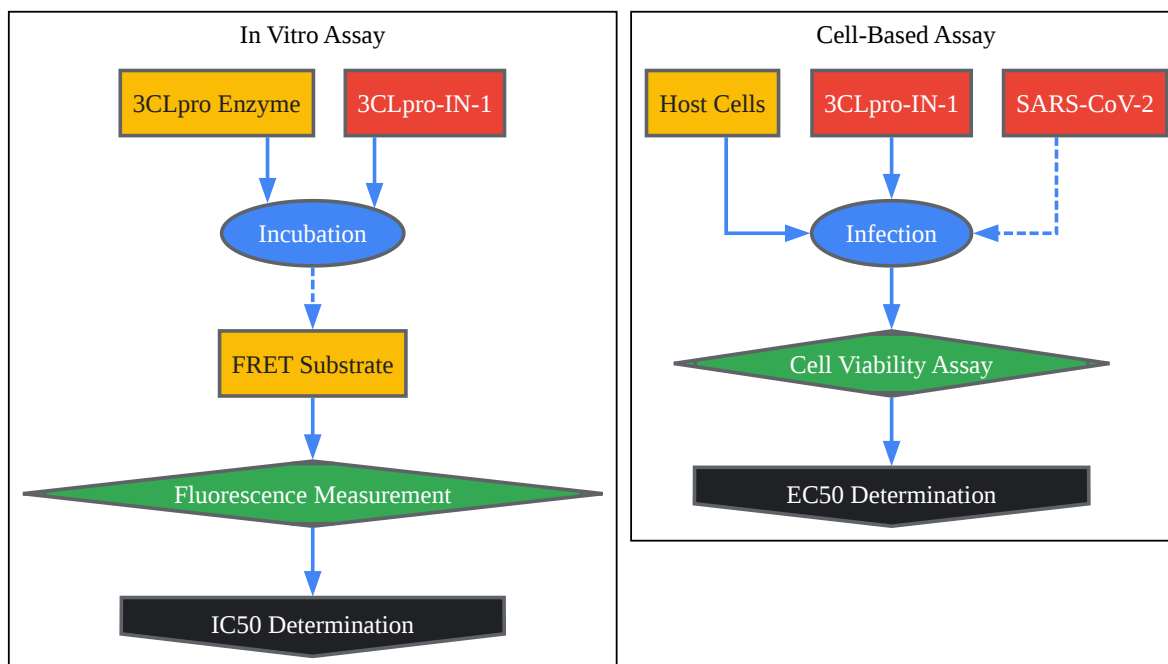 In Vitro Assay
3CLpro Enzyme
3CLpro-IN-1
Incubation
FRET Substrate
Fluorescence Measurement
IC50 Determination
Cell-Based Assay
Host Cells
3CLpro-IN-1
SARS-CoV-2
Infection
Cell Viability Assay
EC50 Determination